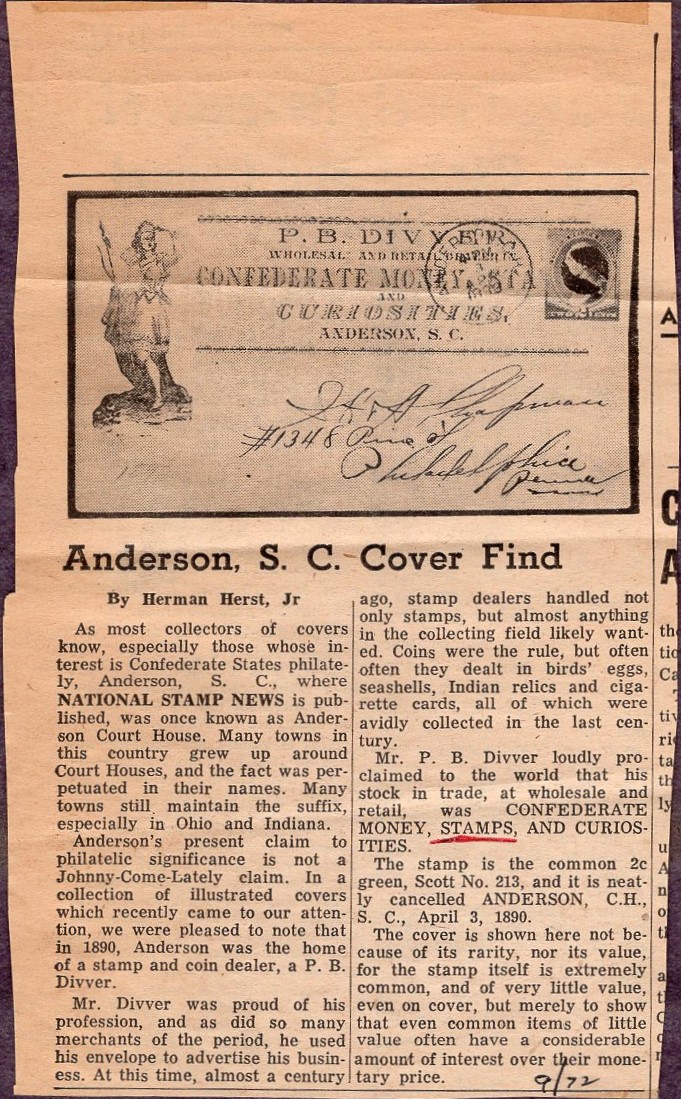 P. B. DIVVER,
WHOLESALE AND RETAIL DEALER IN
CONFEDERATE MONEY, STA
AND
CURIOSITIES,
ANDERSON, S. C.
H & A Chapman
#1348 Pine St
Philadelphia
Penna
Anderson, S. C. Cover Find
By Herman Herst, Jr
As most collectors of covers
know, especially those whose in-
terest is Confederate States philate-
ly, Anderson, S. C., where
NATIONAL STAMP NEWS is pub-
lished, was once known as Ander-
son Court House. Many towns in
this country grew up around
Court Houses, and the fact was per-
petuated in their names. Many
towns still maintain the suffix,
especially in Ohio and Indiana.
Anderson's present claim to
philatelic significance is not a
Johnny-Come-Lately claim. In a
collection of illustrated covers
which recently came to our atten-
tion, we were pleased to note that
in 1890, Anderson was the home
of a stamp and coin dealer, a P. B.
Divver.
Mr. Divver was proud of his
profession, and as did so many
merchants of the period, he used
his envelope to advertise his busin-
ess. At this time, almost a century
ago, stamp dealers handled not
only stamps, but almost anything
in the collecting field likely want-
ed. Coins were the rule, but often
often they dealt in birds' eggs,
seashells, Indian relics and ciga-
rette cards, all of which were
avidly collected in the last cen-
tury.
Mr. P. B. Divver loudly pro-
claimed to the world that his
stock in trade, at wholesale and
retail, was CONFEDERATE
MONEY, STAMPS, AND CURIOS-
ITIES.
The stamp is the common 2c
green, Scott No. 213, and it is neat-
ly cancelled ANDERSON, C.H.,
S. C., April 3, 1890.
The cover is shown here not be-
cause of its rarity, nor its value,
for the stamp itself is extremely
common, and of very little value,
even on cover, but merely to show
that even common items of little
value often have a considerable
amount of interest over their mone-
tary price.
9/72